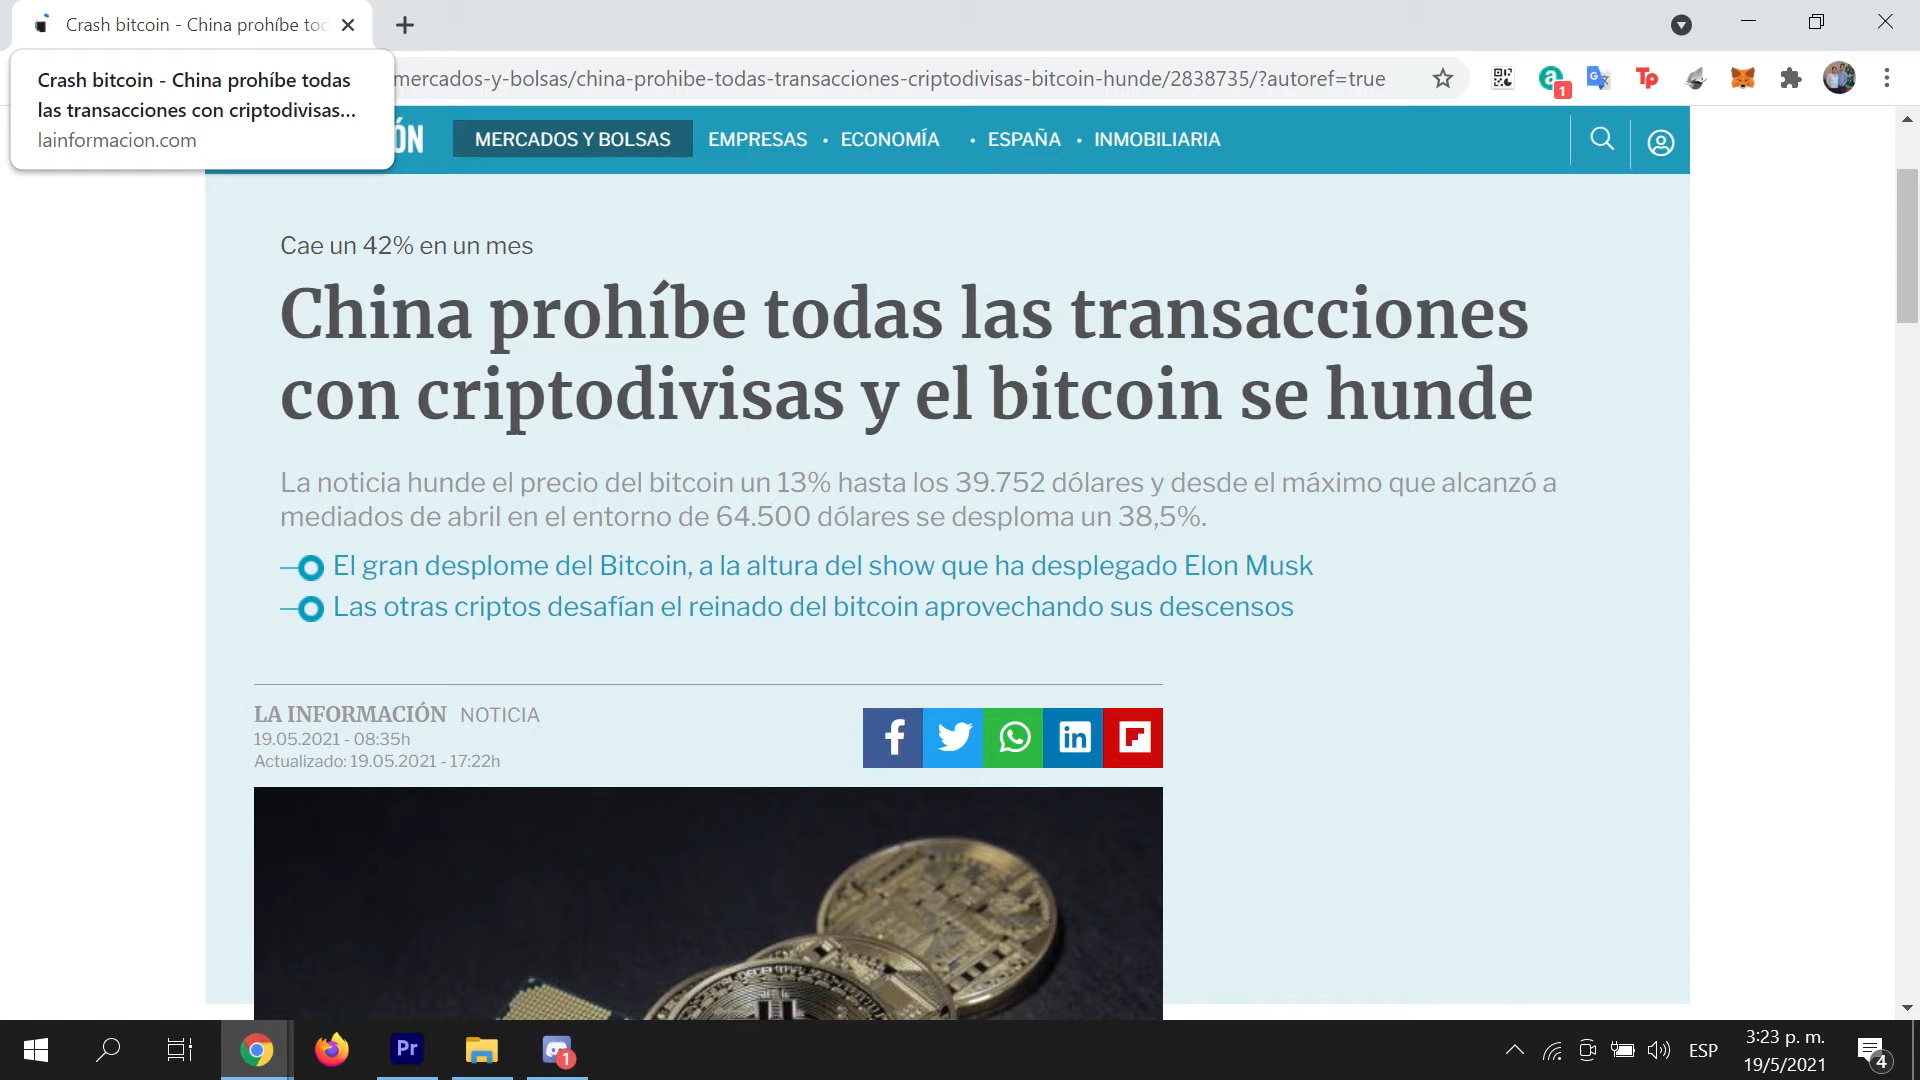 Crash bitcoin - China prohíbe toc
Crash bitcoin - China prohíbe todas
las transacciones con criptodivisas...
lainformacion.com
mercados-y-bolsas/china-prohibe-todas-transacciones-criptodivisas-bitcoin-hunde/2838735/?autoref=true
1
ÓN
MERCADOS Y BOLSAS EMPRESAS • ECONOMÍA • ESPAÑA • INMOBILIARIA
Cae un 42% en un mes
China prohíbe todas las transacciones
con criptodivisas y el bitcoin se hunde
La noticia hunde el precio del bitcoin un 13% hasta los 39.752 dólares y desde el máximo que alcanzó a
mediados de abril en el entorno de 64.500 dólares se desploma un 38,5%.
El gran desplome del Bitcoin, a la altura del show que ha desplegado Elon Musk
Las otras criptos desafían el reinado del bitcoin aprovechando sus descensos
LA INFORMACIÓN NOTICIA
19.05.2021 - 08:35h
Actualizado: 19.05.2021 - 17:22h
Pr
1
ESP
3:23 p. m.
19/5/2021
4